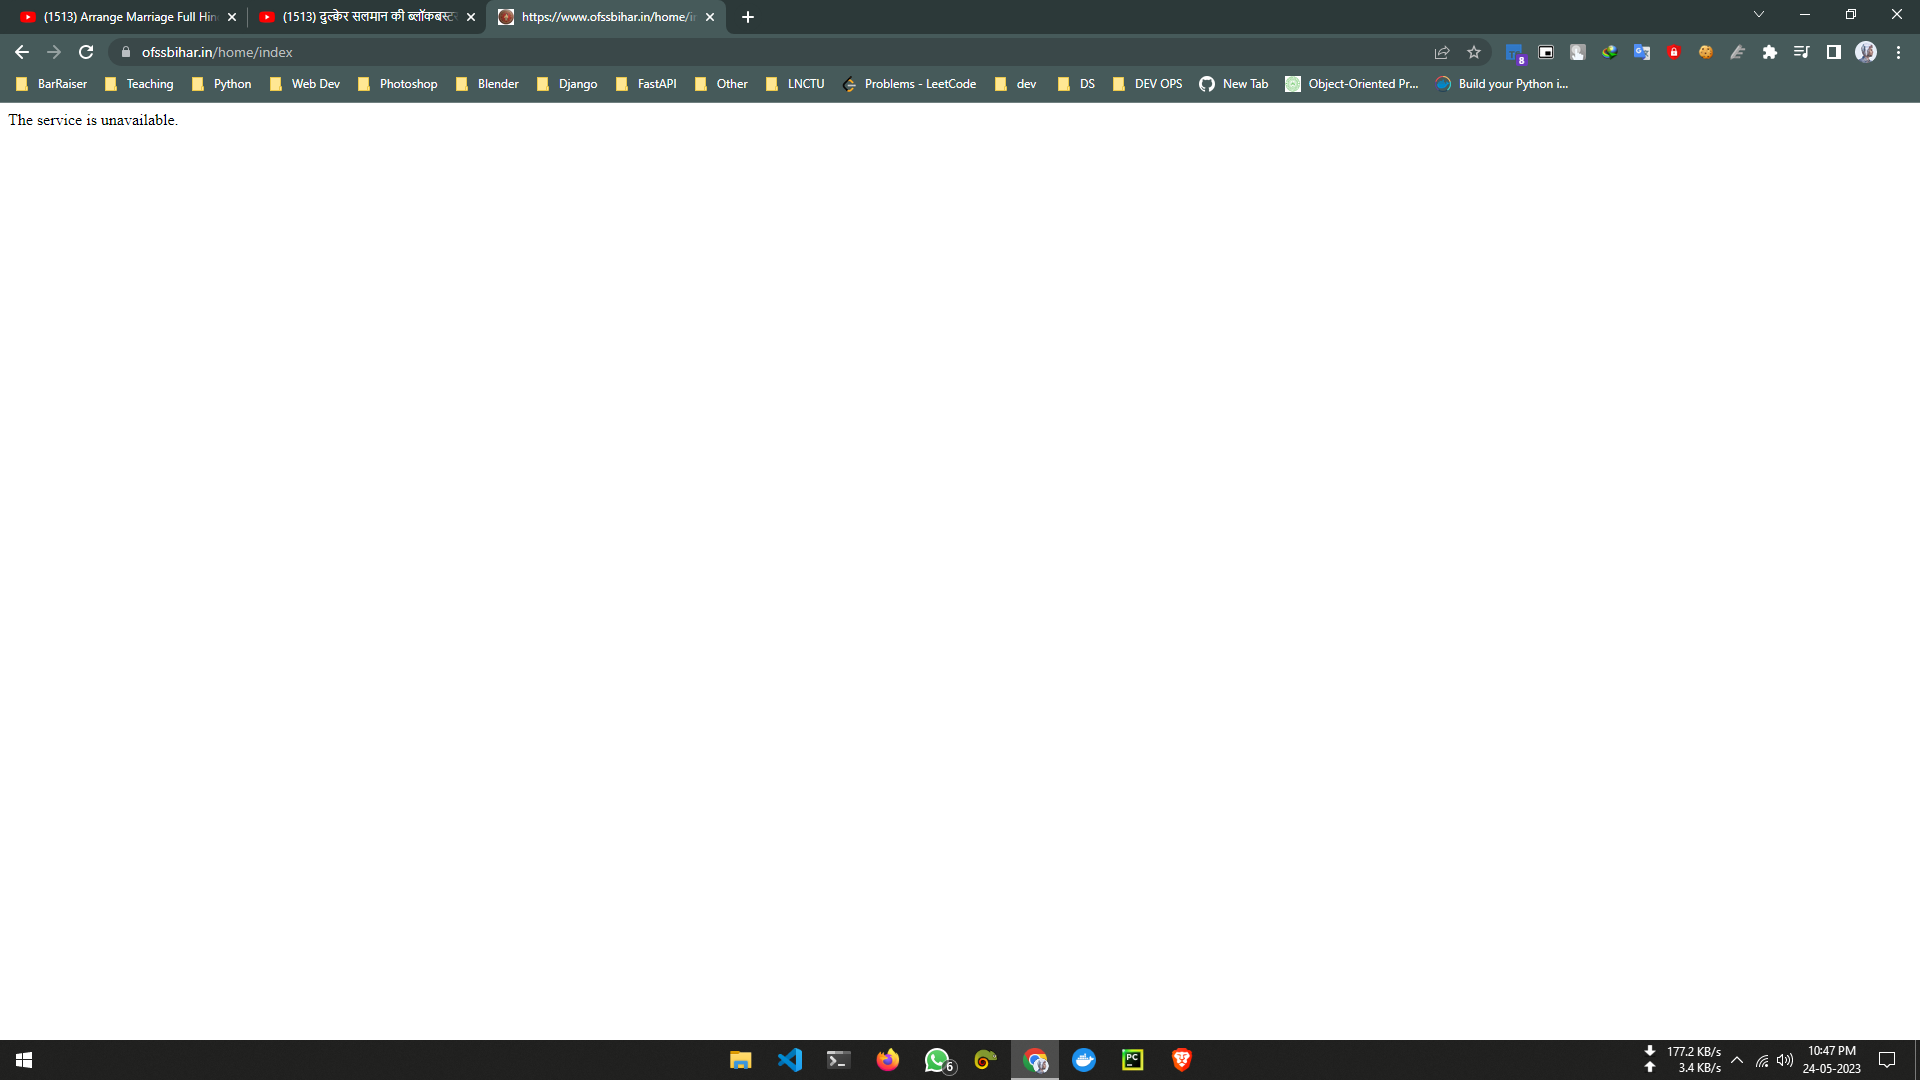 (1513) Arrange Marriage Full Hin
(1513) दुल्केर सलमान की ब्लॉकबस्ट
https://www.ofssbihar.in/home/in
ofssbihar.in/home/index
8
BarRaiser
Teaching
Python
Web Dev
Photoshop
Blender
Django
FastAPI
Other
LNCTU
Problems - LeetCode
dev
DS
DEV OPS
New Tab
Object-Oriented Pr...
Build your Python i...
The service is unavailable.
6
PC
177.2 KB/s
3.4 KB/s
10:47 PM
24-05-2023